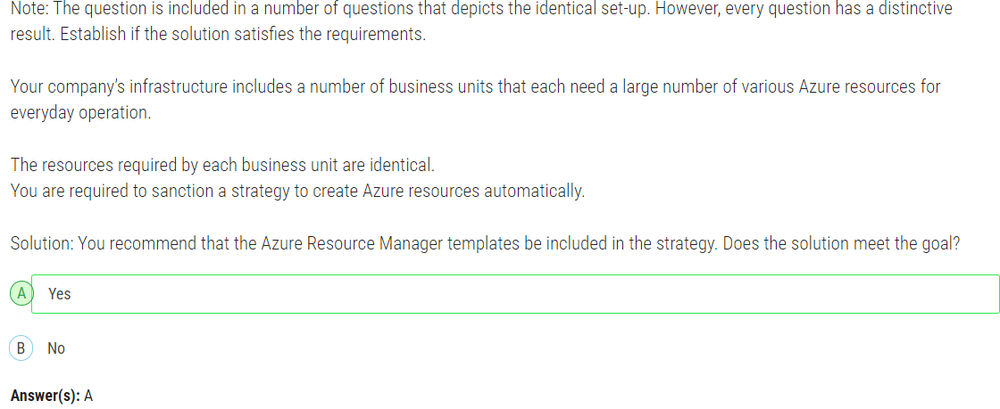 Note: The question is included in a number of questions that depicts the identical set-up. However, every question has a distinctive
result. Establish if the solution satisfies the requirements.
Your company's infrastructure includes a number of business units that each need a large number of various Azure resources for
everyday operation.
The resources required by each business unit are identical.
You are required to sanction a strategy to create Azure resources automatically.
Solution: You recommend that the Azure Resource Manager templates be included in the strategy. Does the solution meet the goal?
A Yes
B No
Answer(s): A